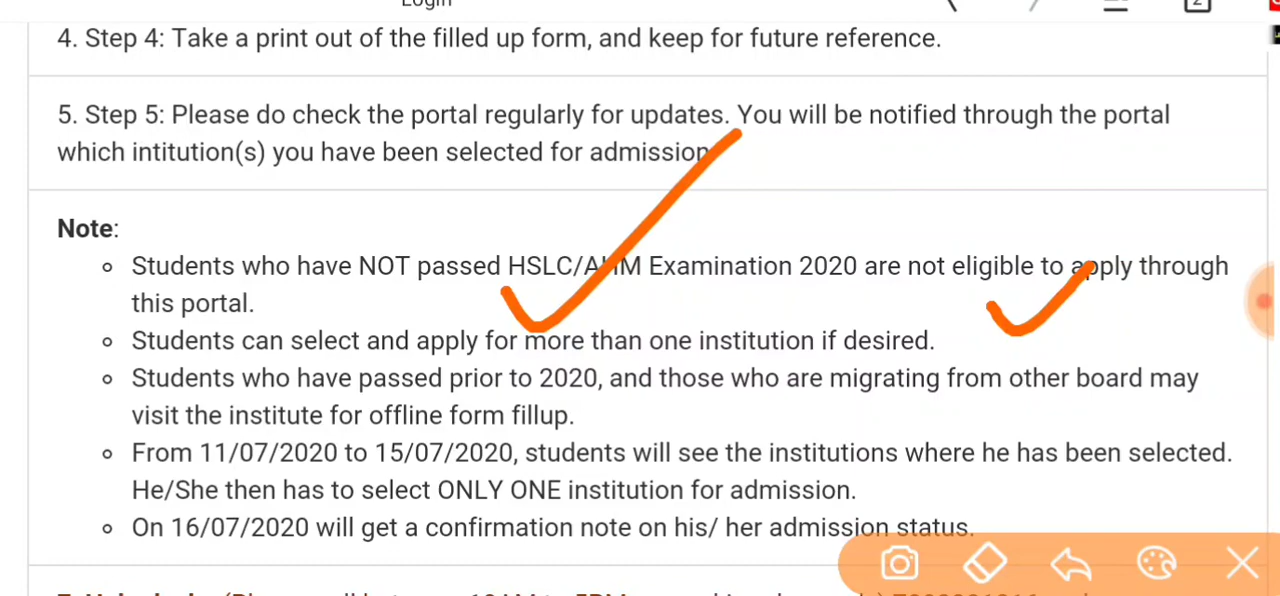 Login
2
4. Step 4: Take a print out of the filled up form, and keep for future reference.
5. Step 5: Please do check the portal regularly for updates. You will be notified through the portal
which intitution(s) you have been selected for admission
Note:
Students who have NOT passed HSLC/AHM Examination 2020 are not eligible to apply through
this portal.
Students can select and apply for more than one institution if desired.
Students who have passed prior to 2020, and those who are migrating from other board may
visit the institute for offline form fillup.
From 11/07/2020 to 15/07/2020, students will see the institutions where he has been selected.
He/She then has to select ONLY ONE institution for admission.
On 16/07/2020 will get a confirmation note on his/ her admission status.